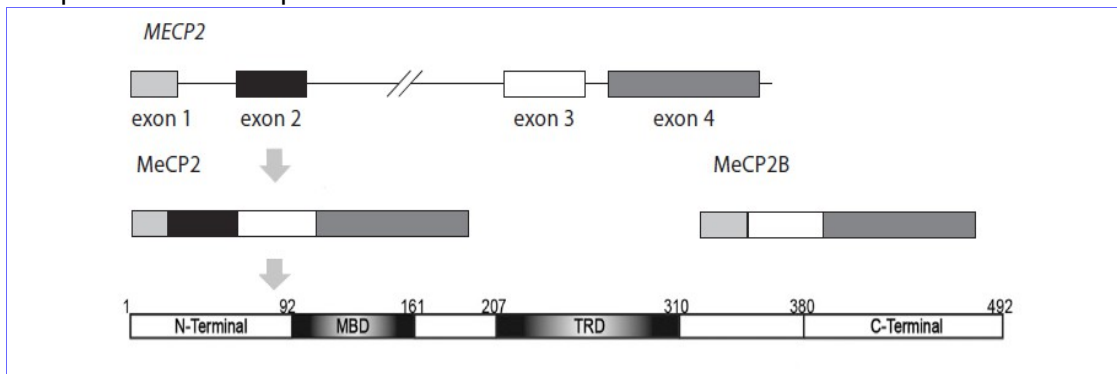 MECP2
exon 1 exon 2 exon 3 exon 4
MeCP2 MeCP2B
1 92 161 207 310 380 492
N-Terminal MBD TRD C-Terminal